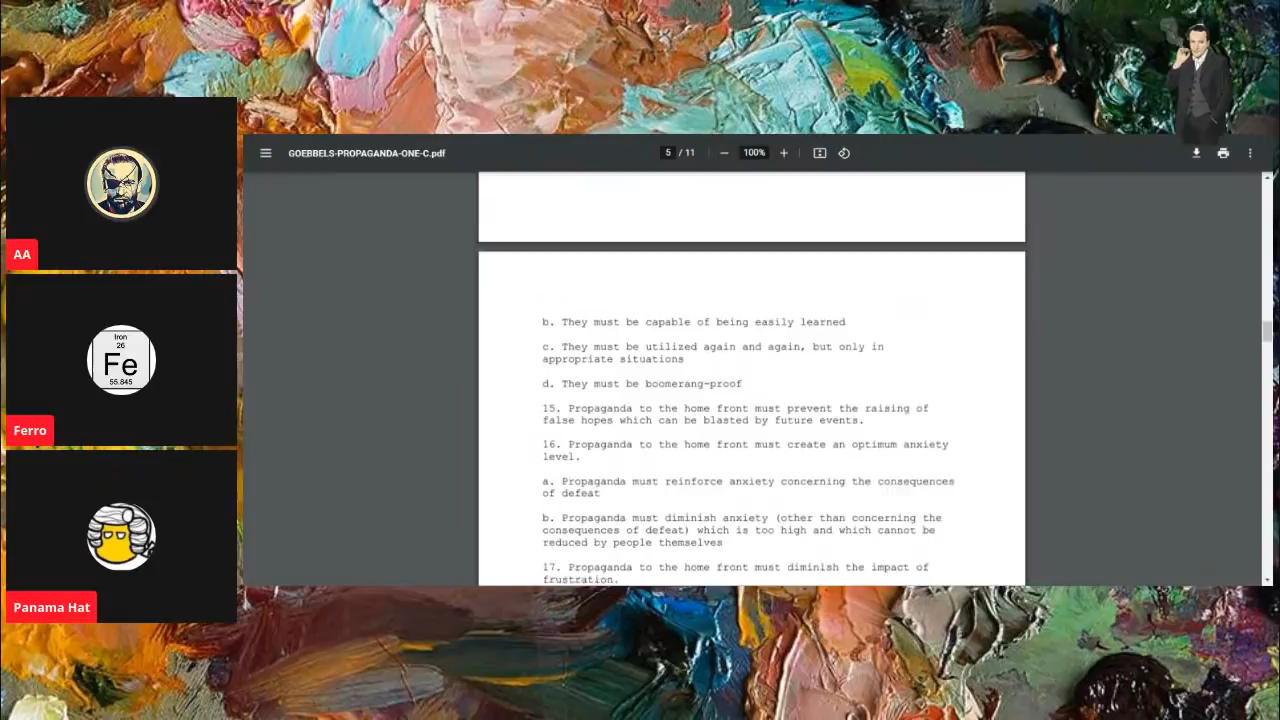 GOEBBELS-PROPAGANDA-ONE-C.pdf
5 / 11
100%
AA
Iron
26
Fe
55.845
Ferro
Panama Hat
b. They must be capable of being easily learned
c. They must be utilized again and again, but only in
appropriate situations
d. They must be boomerang-proof
15. Propaganda to the home front must prevent the raising of
false hopes which can be blasted by future events.
16. Propaganda to the home front must create an optimum anxiety
level.
a. Propaganda must reinforce anxiety concerning the consequences
of defeat
b. Propaganda must diminish anxiety (other than concerning the
consequences of defeat) which is too high and which cannot be
reduced by people themselves
17. Propaganda to the home front must diminish the impact of
frustration.